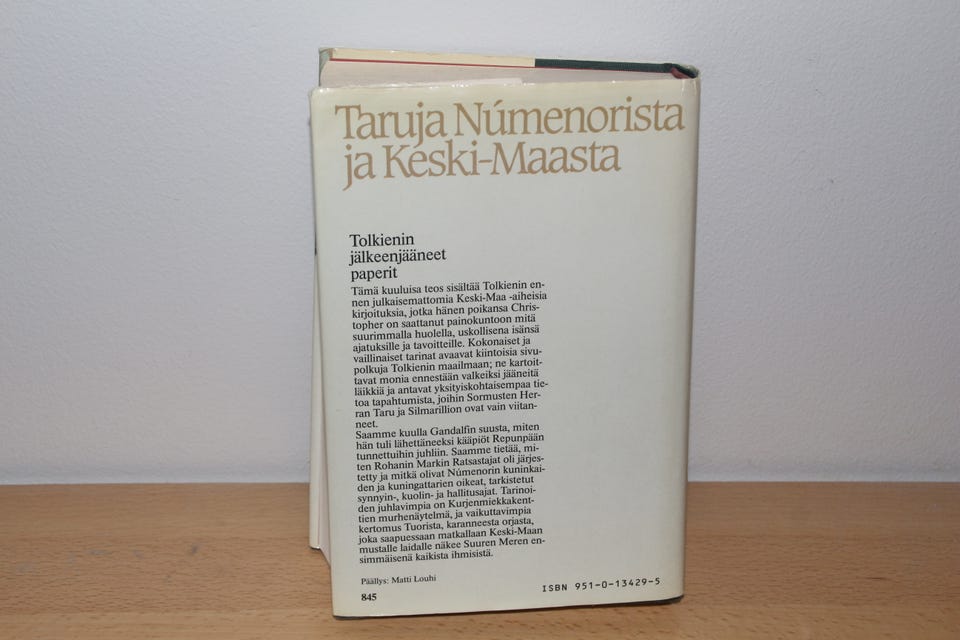 Taruja Númenorista
ja Keski-Maasta
Tolkienin
jälkeenjääneet
paperit
Tämä kuuluisa teos sisältää Tolkienin en-
nen julkaisemattomia Keski-Maa -aiheisia
kirjoituksia, jotka hänen poikansa Chris-
topher on saattanut painokuntoon mitä
suurimmalla huolella, uskollisena isänsä
ajatuksille ja tavoitteille. Kokonaiset ja
vaillinaiset tarinat avaavat kiintoisia sivu-
polkuja Tolkienin maailmaan; ne kartoit-
tavat monia ennestään valkeiksi jääneitä
läikkiä ja antavat yksityiskohtaisempaa tie-
toa tapahtumista, joihin Sormusten Her-
ran Taru ja Silmarillion ovat vain viitan-
neet.
Saamme kuulla Gandalfin suusta, miten
hän tuli lähettäneeksi kääpiöt Repunpään
tunnettuihin juhliin. Saamme tietää, mi-
ten Rohanin Markin Ratsastajat oli järjes-
tetty ja mitkä olivat Númenorin kuninkai-
den ja kuningattarien oikeat, tarkistetut
synnyin-, kuolin- ja hallitusajat. Tarinoi-
den juhlavimpia on Kurjenmiekkakent-
tien murhenäytelmä, ja vaikuttavimpia
kertomus Tuorista, karanneesta orjasta,
joka saapuessaan matkallaan Keski-Maan
mustalle laidalle näkee Suuren Meren en-
simmäisenä kaikista ihmisistä.
Päällys: Matti Louhi
845
ISBN 951-0-13429-5